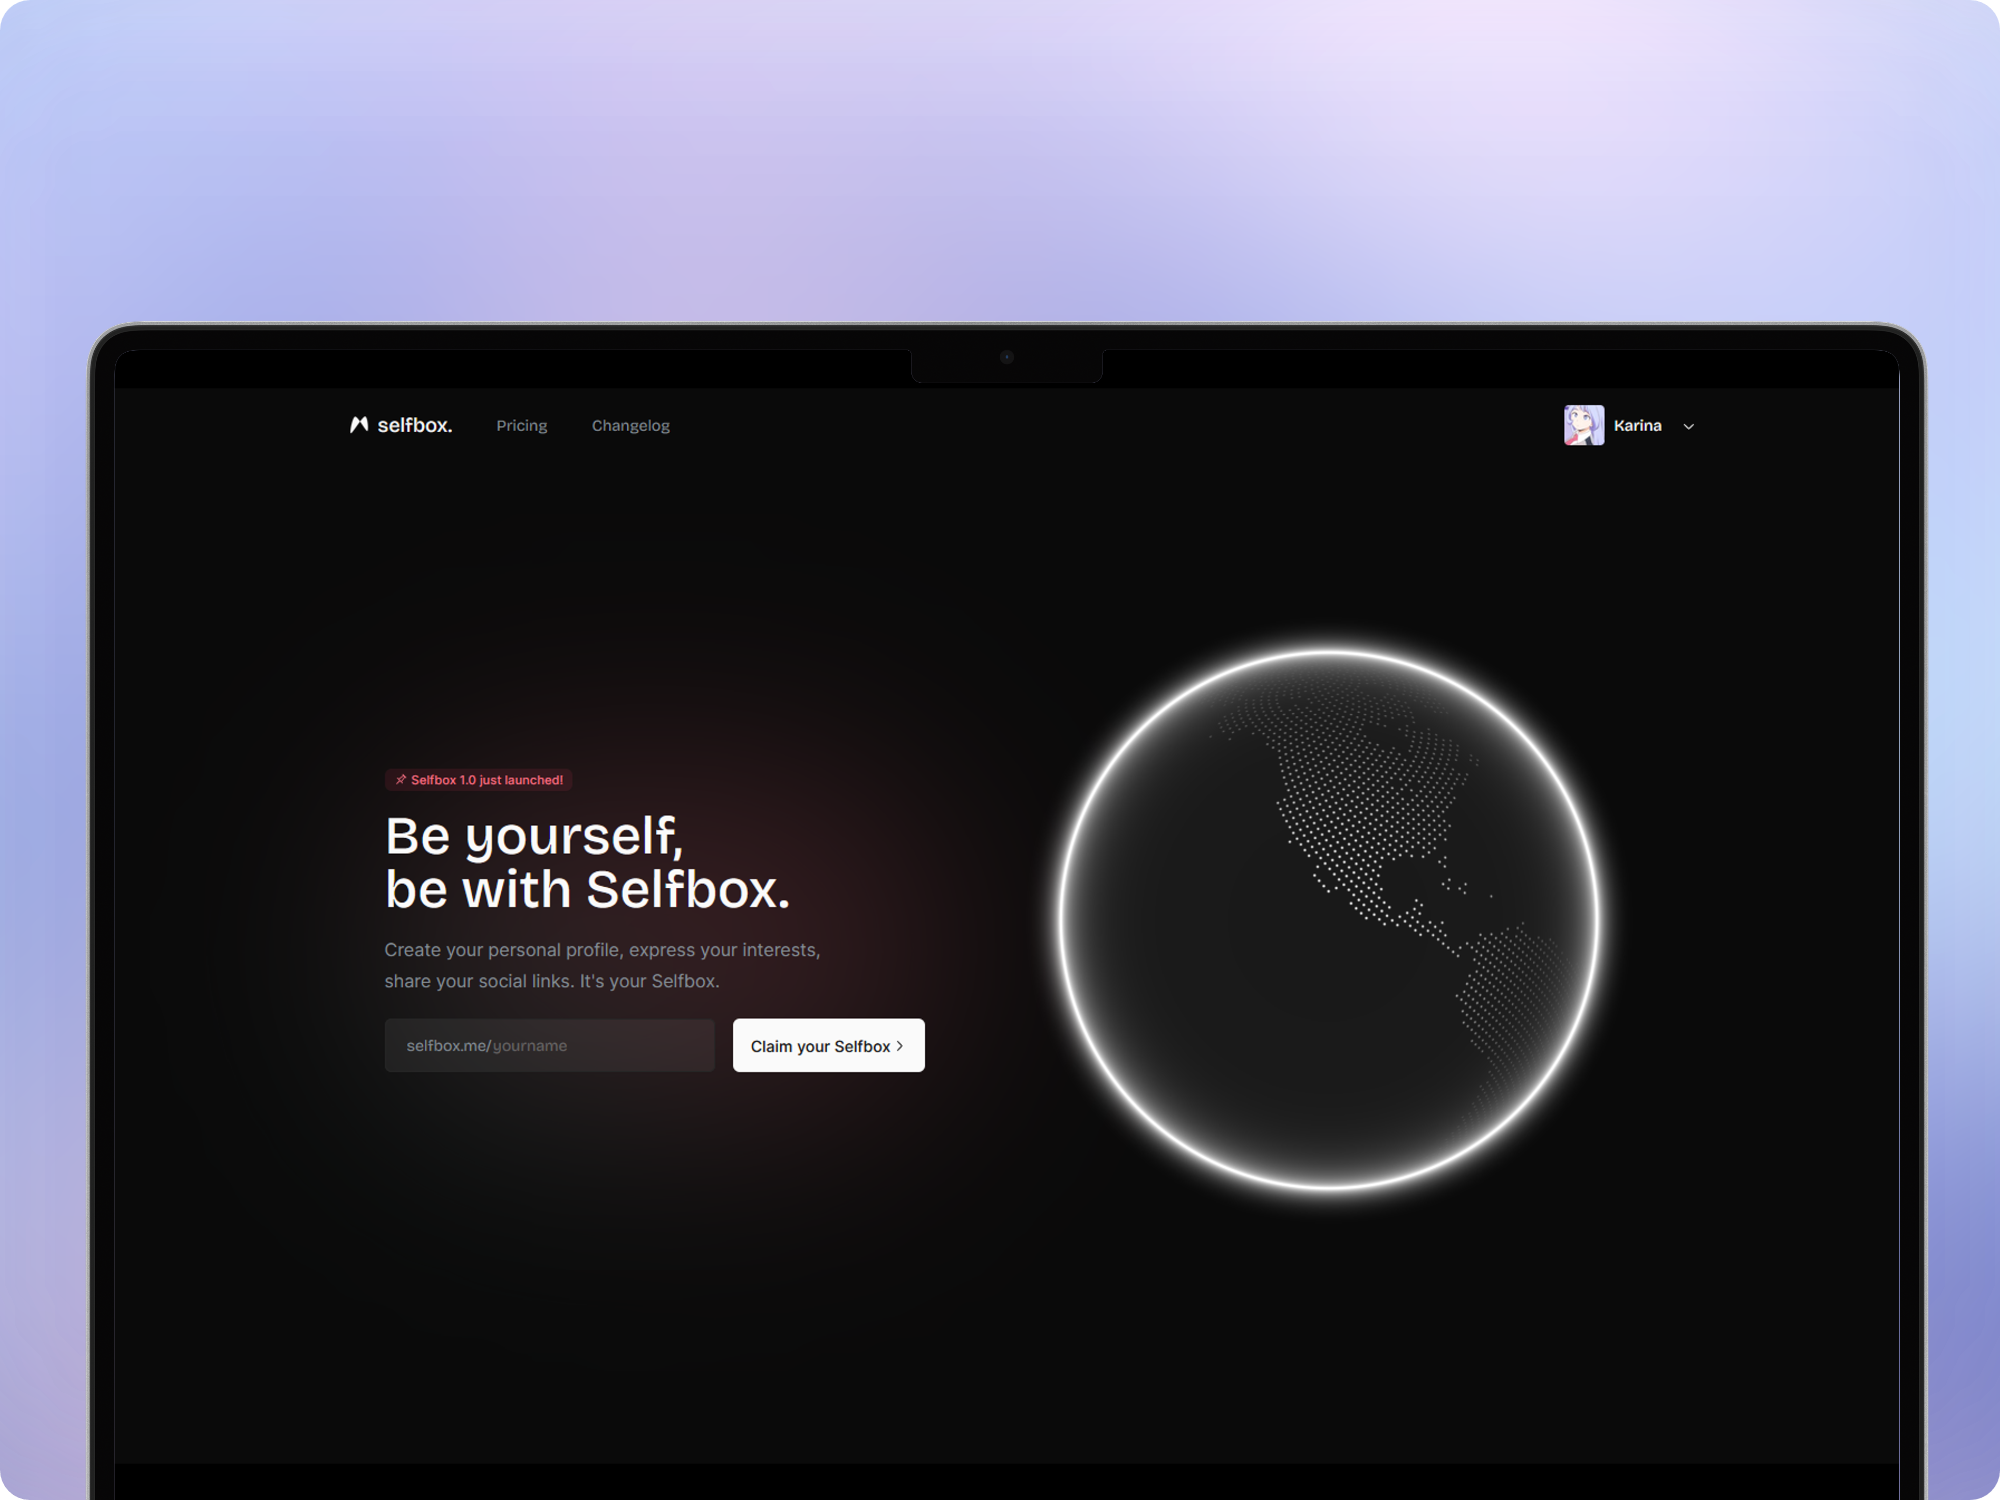 selfbox.
Pricing
Changelog
Karina
Selfbox 1.0 just launched!
Be yourself,
be with Selfbox.
Create your personal profile, express your interests,
share your social links. It's your Selfbox.
selfbox.me/yourname
Claim your Selfbox